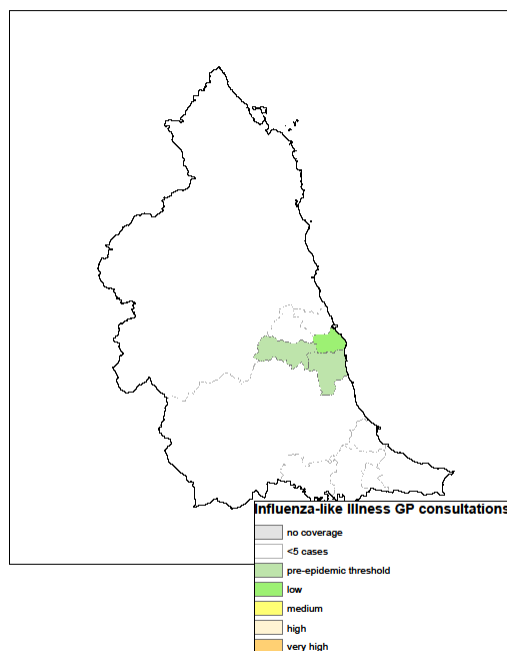 Influenza-like Illness GP consultations
no coverage
<5 cases
pre-epidemic threshold
low
medium
high
very high